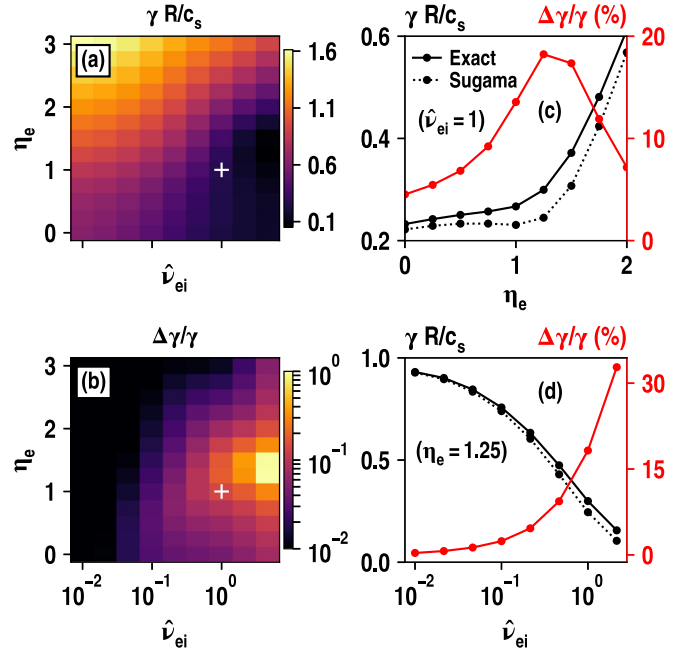 γ R/c_s
(a)
3
2
1
0
η_e
ν̂_ei
1.6
1.1
0.6
0.1
γ R/c_s
Δγ/γ (%)
Exact
Sugama
(ν̂_ei = 1)
(c)
0.6
0.4
0.2
20
10
0
0
1
2
η_e
Δγ/γ
(b)
3
2
1
0
η_e
10^-2
10^-1
10^0
ν̂_ei
10^0
10^-1
10^-2
γ R/c_s
Δγ/γ (%)
(d)
(η_e = 1.25)
1.0
0.5
0.0
30
15
0
10^-2
10^-1
10^0
ν̂_ei